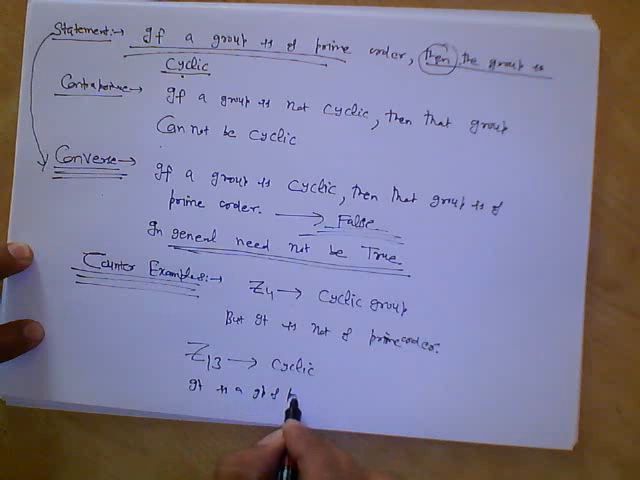 Statement:→ If a group is of prime order, then the group is
Cyclic
Contrapositive→ If a group is not cyclic, then that group
Can not be cyclic
Converse→ If a group is cyclic, then that group is of
prime order. → False
In general need not be True
Counter Examples:→ Z4 → Cyclic group
But it is not of prime order.
Z13 → cyclic
It is a gp of